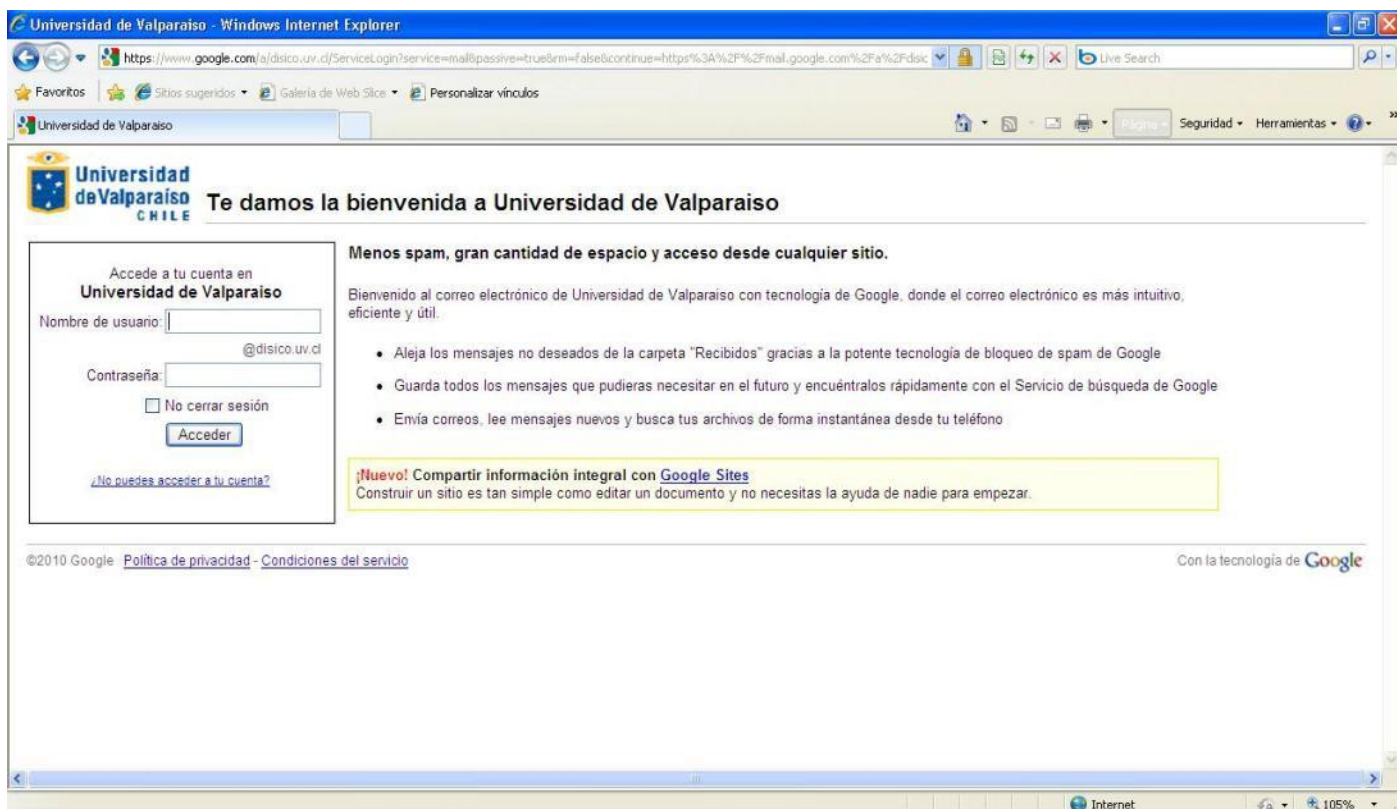 Universidad de Valparaiso - Windows Internet Explorer
https://www.google.com/a/disico.uv.cl/ServiceLogin?service=mail&passive=true&rm=false&continue=https%3A%2F%2Fmail.google.com%2Fa%2Fdisic
Live Search
Favoritos
Sitios sugeridos
Galería de Web Slice
Personalizar vínculos
Universidad de Valparaiso
Página
Seguridad
Herramientas
Universidad
de Valparaíso
CHILE
Te damos la bienvenida a Universidad de Valparaiso
Accede a tu cuenta en
Universidad de Valparaiso
Nombre de usuario:
@disico.uv.cl
Contraseña:
No cerrar sesión
Acceder
¿No puedes acceder a tu cuenta?
Menos spam, gran cantidad de espacio y acceso desde cualquier sitio.
Bienvenido al correo electrónico de Universidad de Valparaiso con tecnología de Google, donde el correo electrónico es más intuitivo,
eficiente y útil.
• Aleja los mensajes no deseados de la carpeta "Recibidos" gracias a la potente tecnología de bloqueo de spam de Google
• Guarda todos los mensajes que pudieras necesitar en el futuro y encuéntralos rápidamente con el Servicio de búsqueda de Google
• Envía correos, lee mensajes nuevos y busca tus archivos de forma instantánea desde tu teléfono
¡Nuevo! Compartir información integral con Google Sites
Construir un sitio es tan simple como editar un documento y no necesitas la ayuda de nadie para empezar.
©2010 Google Política de privacidad - Condiciones del servicio
Con la tecnología de Google
Internet
105%